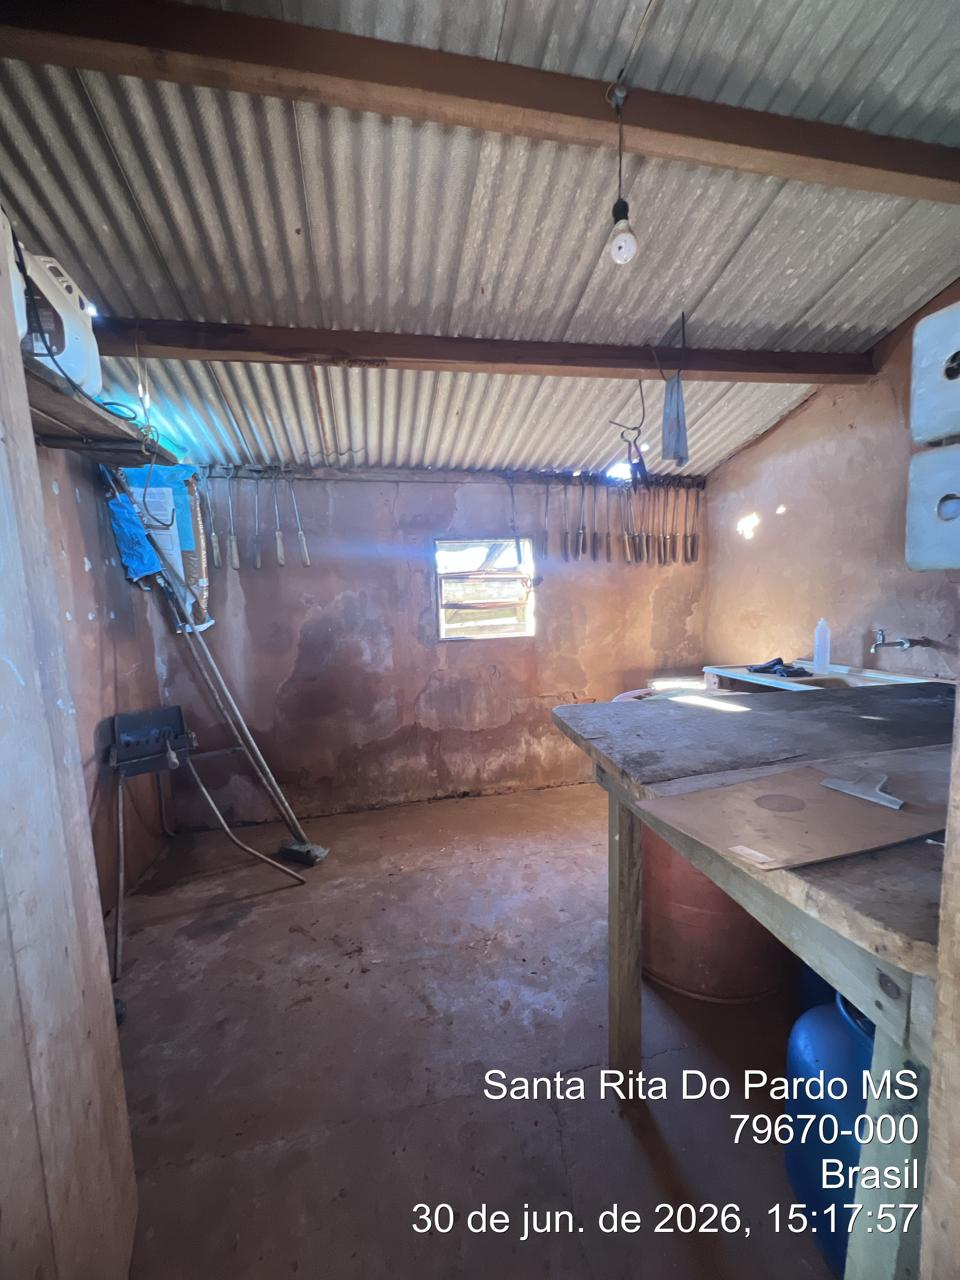 Santa Rita Do Pardo MS
79670-000
Brasil
30 de jun. de 2026, 15:17:57